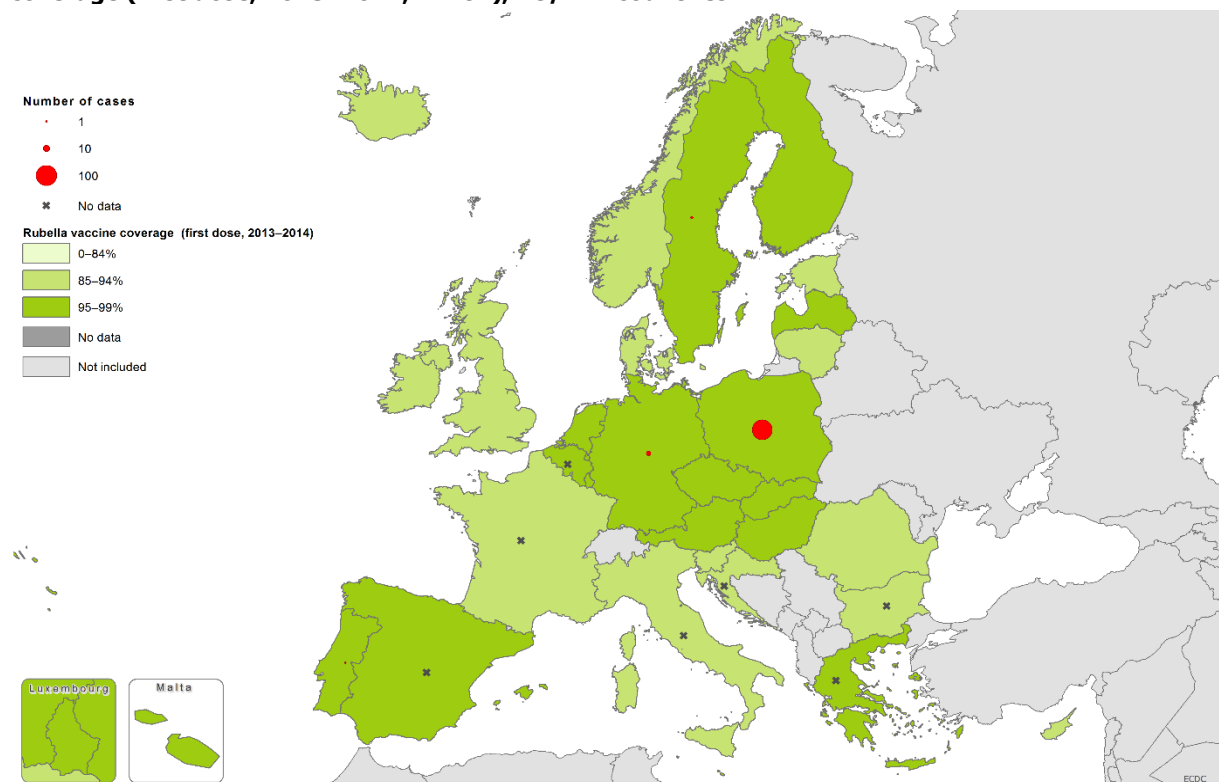 Number of cases
1
10
100
No data
Rubella vaccine coverage (first dose, 2013–2014)
0–84%
85–94%
95–99%
No data
Not included
Luxembourg
Malta
ECDC